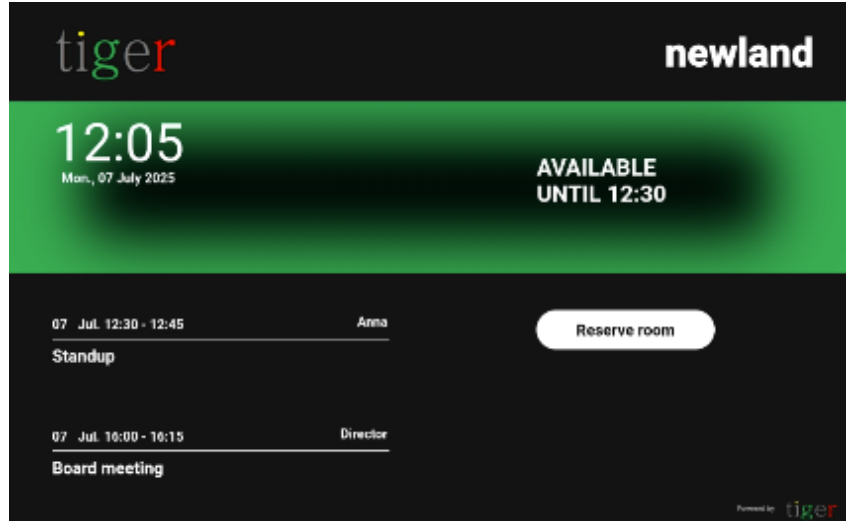 tiger
newland
12:05
Mon., 07 July 2025
AVAILABLE
UNTIL 12:30
07 Jul. 12:30 - 12:45 Anna
Standup
Reserve room
07 Jul. 16:00 - 16:15 Director
Board meeting
Powered by tiger